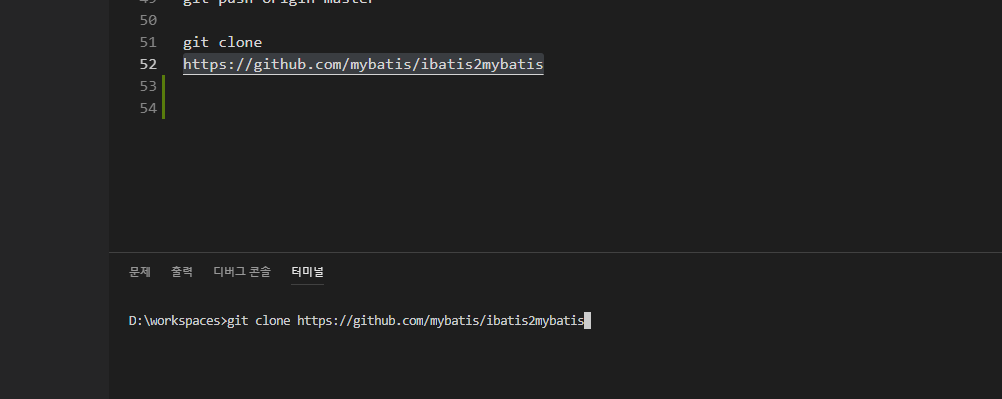 49 git push origin master
50
51 git clone
52 https://github.com/mybatis/ibatis2mybatis
53
54
문제 출력 디버그 콘솔 터미널
D:\workspaces>git clone https://github.com/mybatis/ibatis2mybatis